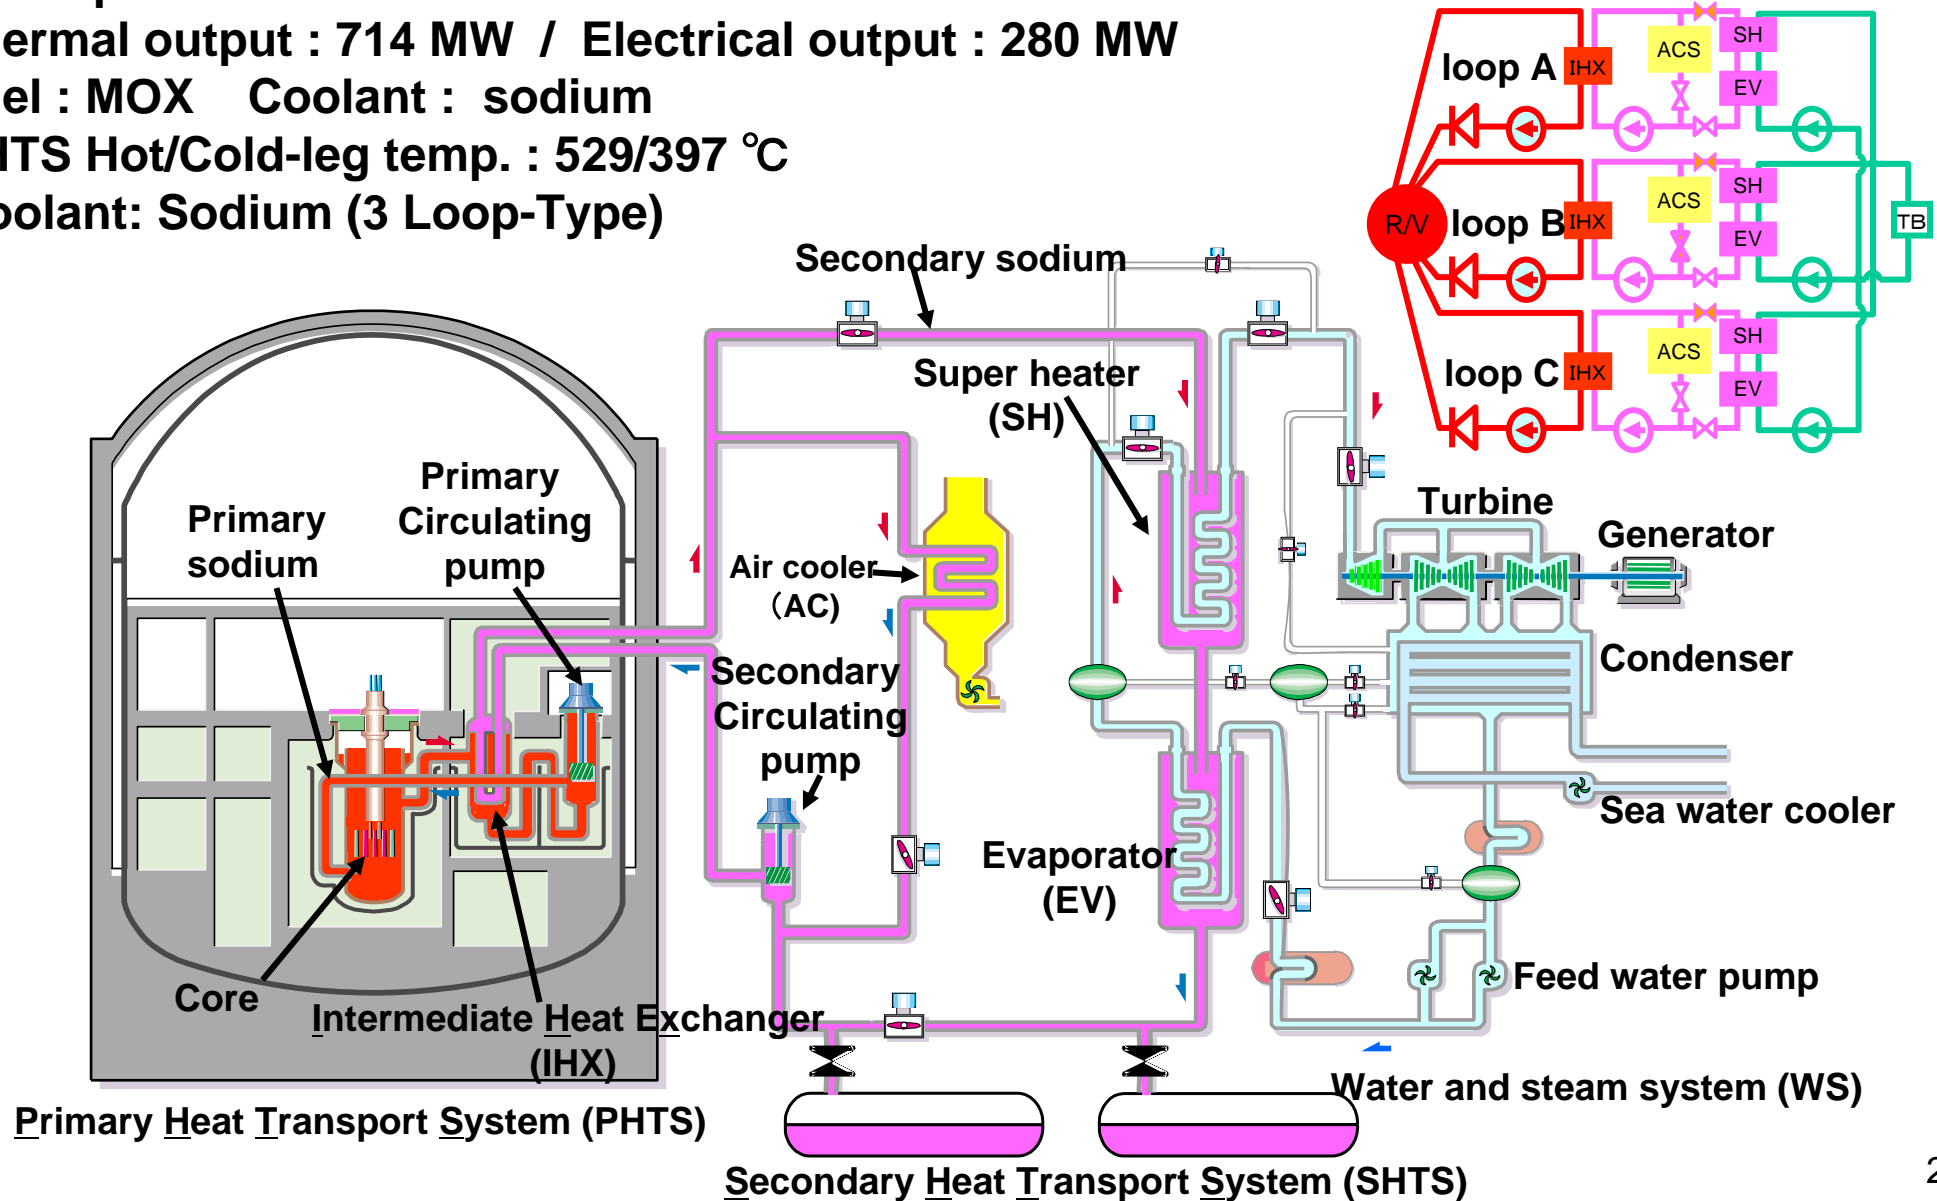 ermal output : 714 MW / Electrical output : 280 MW
el : MOX Coolant : sodium
HTS Hot/Cold-leg temp. : 529/397 ℃
oolant: Sodium (3 Loop-Type)
loop A
IHX
ACS
SH
EV
R/V
loop B
IHX
ACS
SH
EV
TB
loop C
IHX
ACS
SH
EV
Secondary sodium
Super heater
(SH)
Primary
Circulating
pump
Primary
sodium
Air cooler
(AC)
Turbine
Generator
Condenser
Secondary
Circulating
pump
Sea water cooler
Evaporator
(EV)
Feed water pump
Core
Intermediate Heat Exchanger
(IHX)
Water and steam system (WS)
Primary Heat Transport System (PHTS)
Secondary Heat Transport System (SHTS)
2